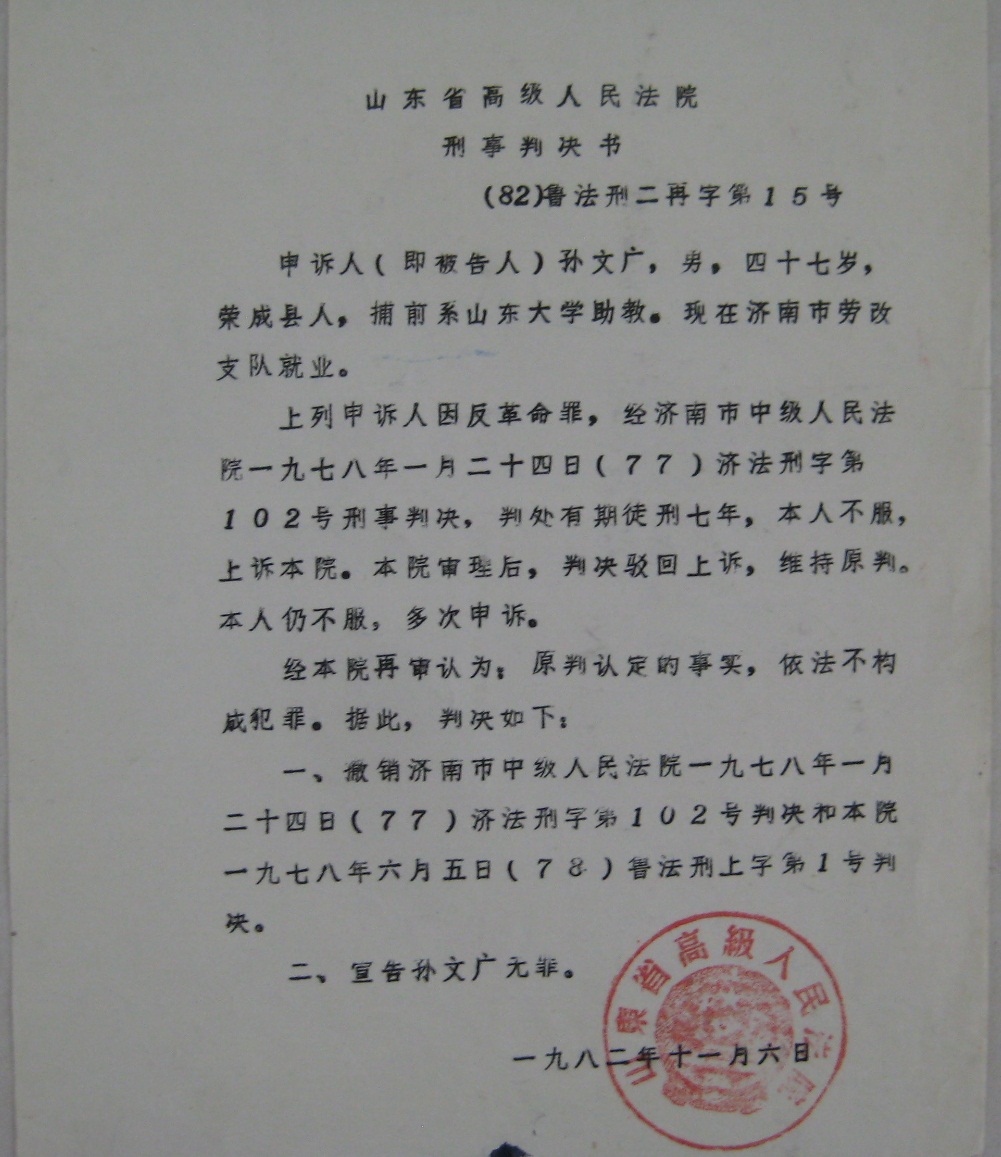 山东省高级人民法院
刑事判决书
(82)鲁法刑二再字第15号
申诉人(即被告人)孙文广，男，四十七岁，
荣成县人，捕前系山东大学助教。现在济南市劳改
支队就业。
上列申诉人因反革命罪，经济南市中级人民法
院一九七八年一月二十四日(77)济法刑字第
102号刑事判决，判处有期徒刑七年，本人不服，
上诉本院。本院审理后，判决驳回上诉，维持原判。
本人仍不服，多次申诉。
经本院再审认为：原判认定的事实，依法不构
成犯罪。据此，判决如下：
一、撤销济南市中级人民法院一九七八年一月
二十四日(77)济法刑字第102号判决和本院
一九七八年六月五日(78)鲁法刑上字第1号判
决。
二、宣告孙文广无罪。
一九八二年十一月六日
山東省高級人民法院